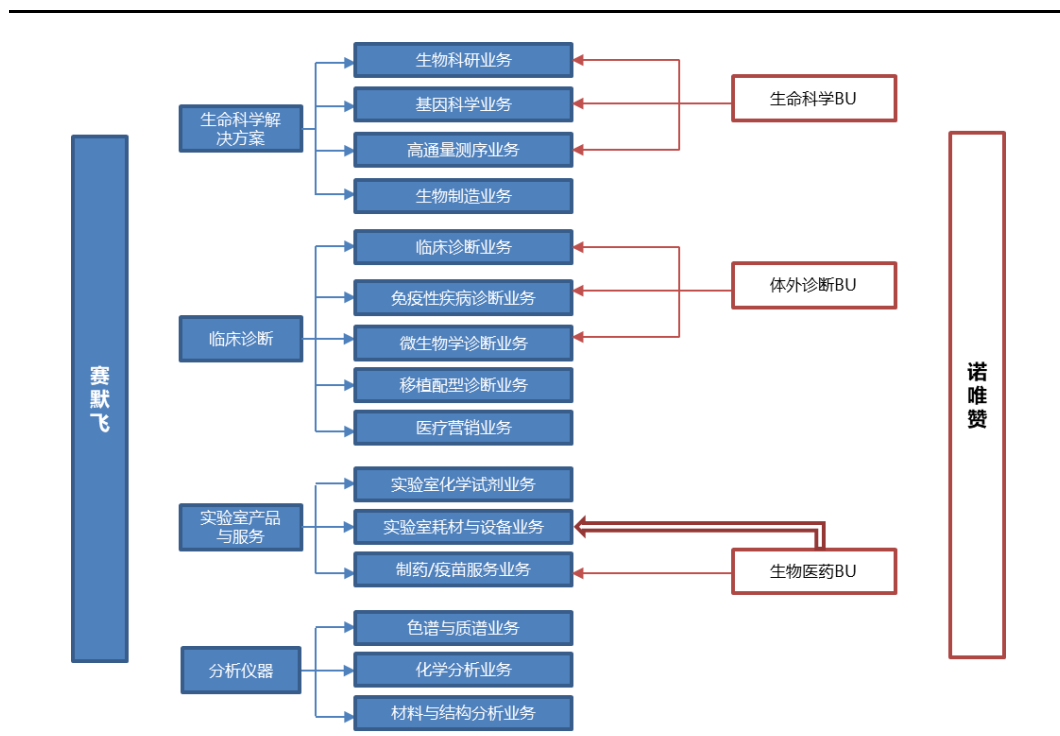 赛默飞
生命科学解
决方案
生物科研业务
基因科学业务
高通量测序业务
生物制造业务
临床诊断
临床诊断业务
免疫性疾病诊断业务
微生物学诊断业务
移植配型诊断业务
医疗营销业务
实验室产品
与服务
实验室化学试剂业务
实验室耗材与设备业务
制药/疫苗服务业务
分析仪器
色谱与质谱业务
化学分析业务
材料与结构分析业务
生命科学BU
体外诊断BU
生物医药BU
诺唯赞